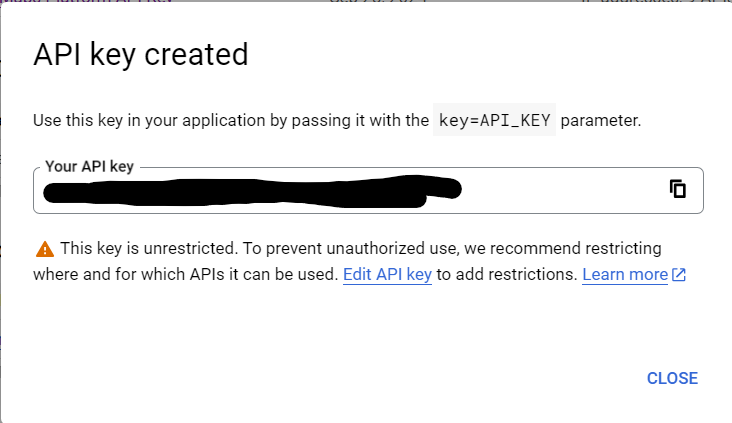 API key created
Use this key in your application by passing it with the key=API_KEY parameter.
Your API key
This key is unrestricted. To prevent unauthorized use, we recommend restricting
where and for which APIs it can be used. Edit API key to add restrictions. Learn more
CLOSE